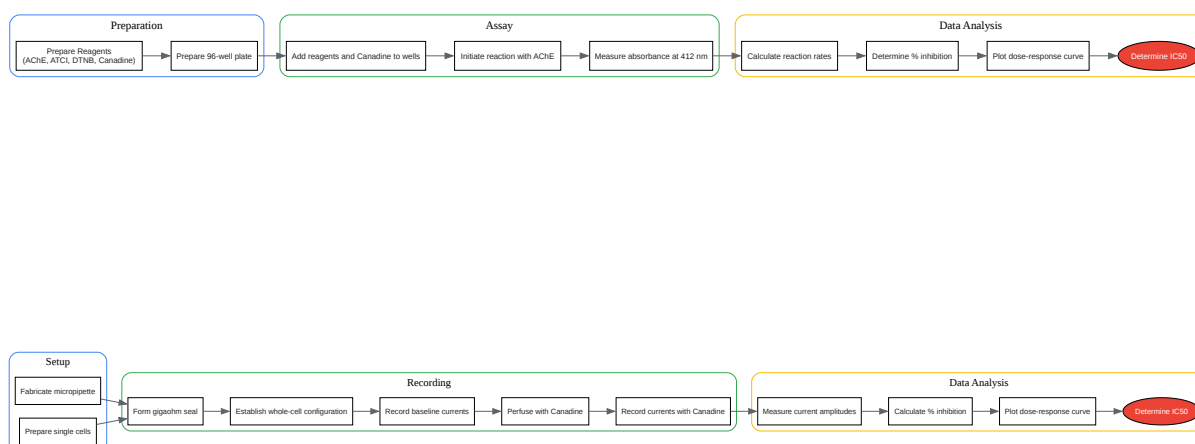 Preparation
Assay
Data Analysis
Prepare Reagents
(AChE, ATCI, DTNB, Canadine)
Prepare 96-well plate
Add reagents and Canadine to wells
Initiate reaction with AChE
Measure absorbance at 412 nm
Calculate reaction rates
Determine % inhibition
Plot dose-response curve
Determine IC50
Setup
Fabricate micropipette
Prepare single cells
Recording
Data Analysis
Form gigaohm seal
Establish whole-cell configuration
Record baseline currents
Perfuse with Canadine
Record currents with Canadine
Measure current amplitudes
Calculate % inhibition
Plot dose-response curve
Determine IC50